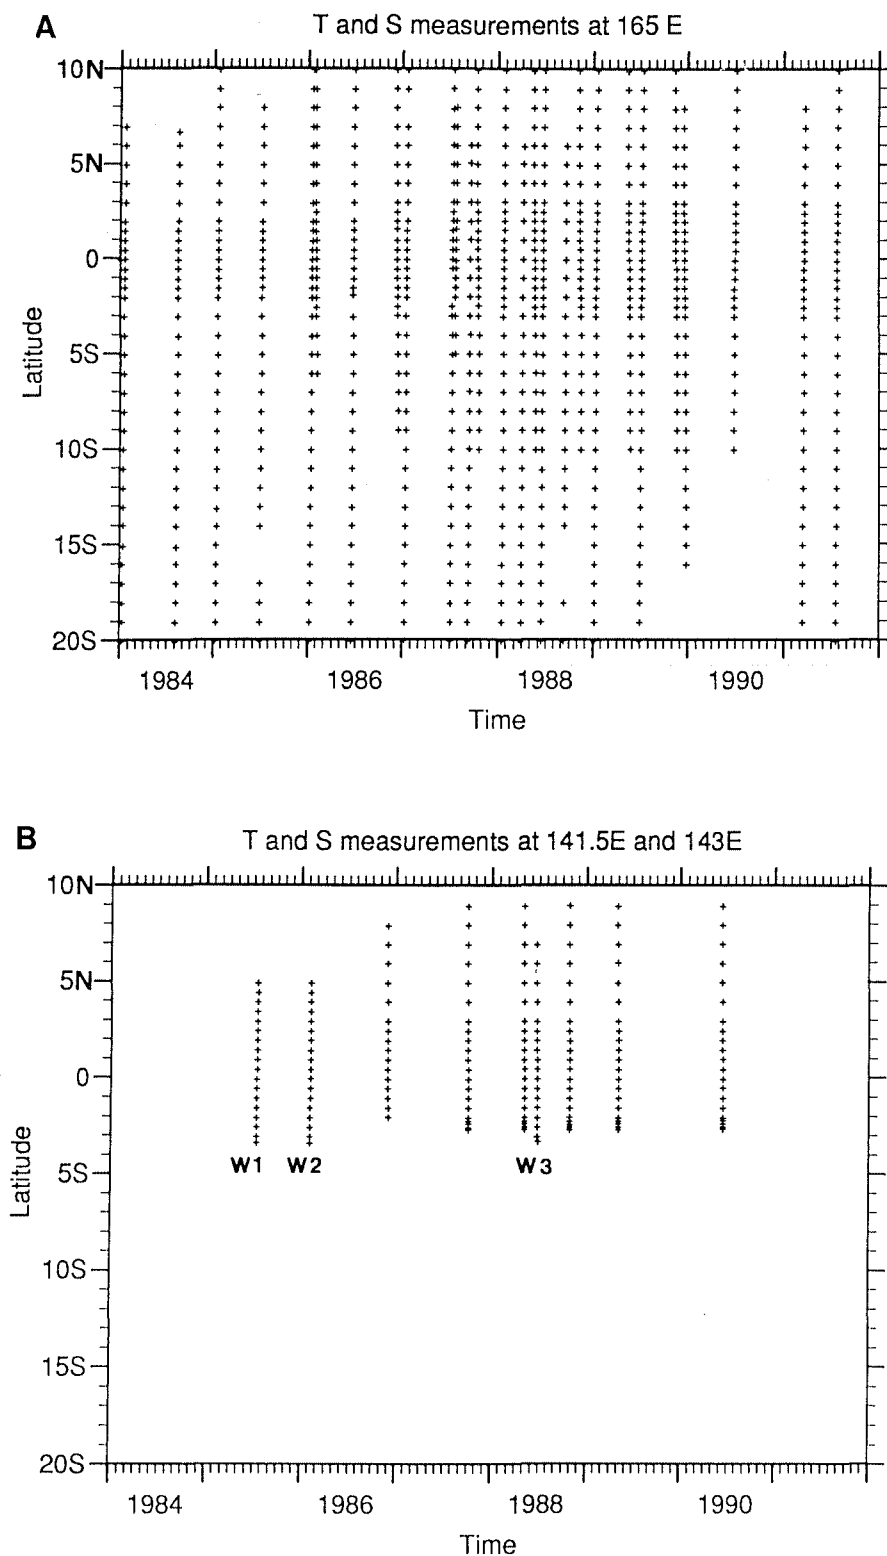 A
T and S measurements at 165 E
10N
5N
0
5S
10S
15S
20S
Latitude
1984 1986 1988 1990
Time
B
T and S measurements at 141.5E and 143E
10N
5N
0
5S
10S
15S
20S
Latitude
W1 W2 W3
1984 1986 1988 1990
Time